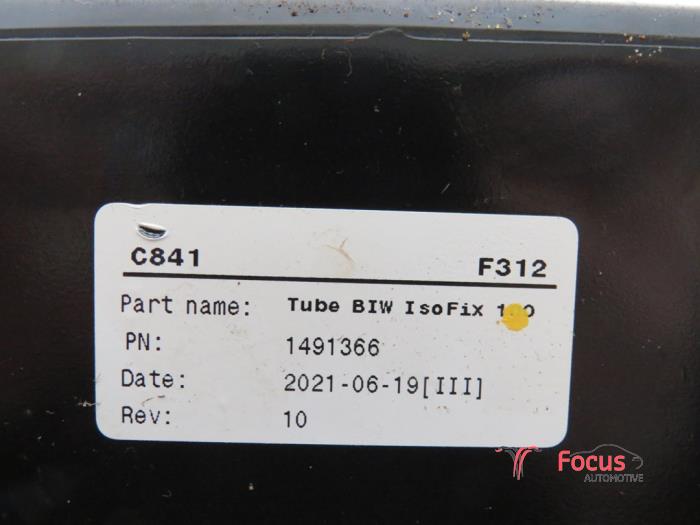 C841 F312
Part name: Tube BIW IsoFix
PN: 1491366
Date: 2021-06-19[III]
Rev: 10
Focus
AUTOMOTIVE